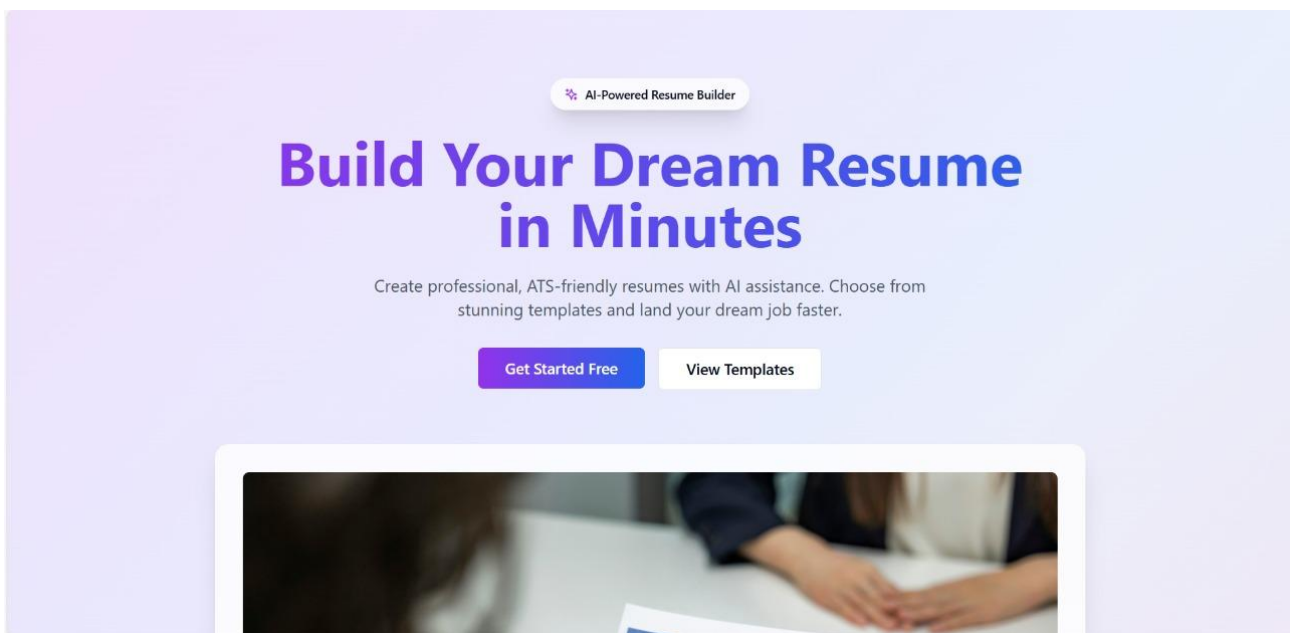 AI-Powered Resume Builder
Build Your Dream Resume
in Minutes
Create professional, ATS-friendly resumes with AI assistance. Choose from
stunning templates and land your dream job faster.
Get Started Free
View Templates